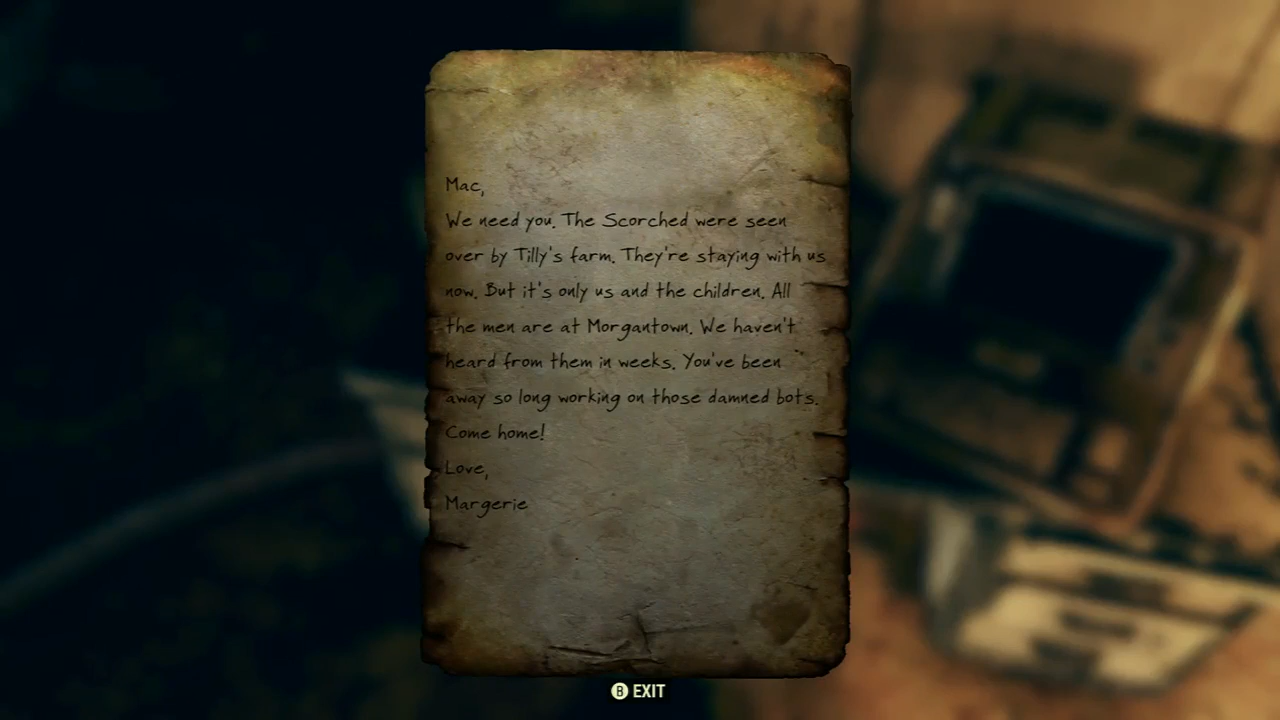 Mac,
We need you. The Scorched were seen
over by Tilly's farm. They're staying with us
now. But it's only us and the children. All
the men are at Morgantown. We haven't
heard from them in weeks. You've been
away so long working on those damned bots.
Come home!
Love,
Margerie
B EXIT